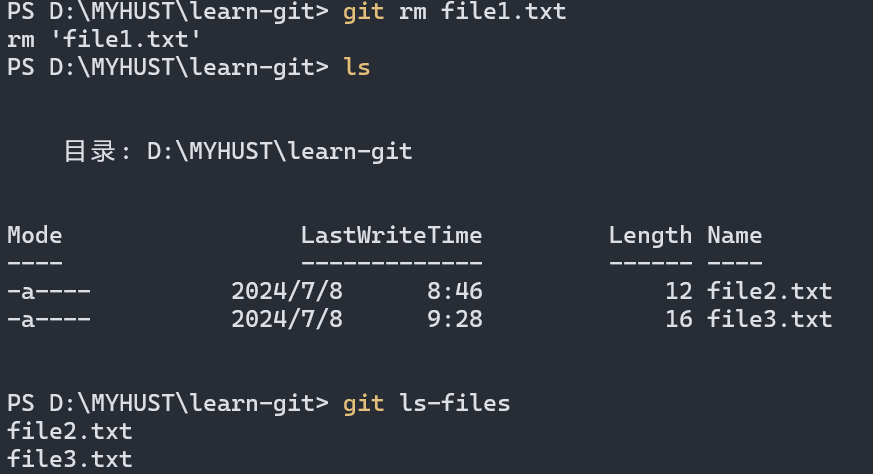 PS D:\MYHUST\learn-git> git rm file1.txt
rm 'file1.txt'
PS D:\MYHUST\learn-git> ls
目录: D:\MYHUST\learn-git
Mode LastWriteTime Length Name
---- ------------- ------ ----
-a---- 2024/7/8 8:46 12 file2.txt
-a---- 2024/7/8 9:28 16 file3.txt
PS D:\MYHUST\learn-git> git ls-files
file2.txt
file3.txt